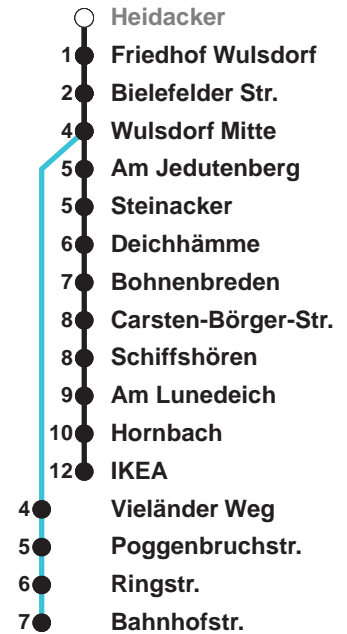 Heidacker
1 Friedhof Wulsdorf
2 Bielefelder Str.
4 Wulsdorf Mitte
5 Am Jedutenberg
5 Steinacker
6 Deichhämme
7 Bohnenbreden
8 Carsten-Börger-Str.
8 Schiffshören
9 Am Lunedeich
10 Hornbach
12 IKEA
4 Vieländer Weg
5 Poggenbruchstr.
6 Ringstr.
7 Bahnhofstr.